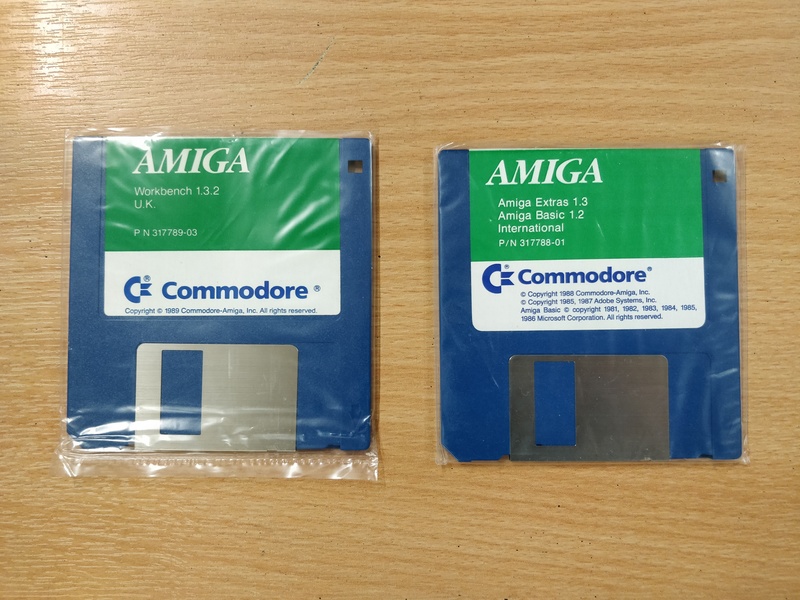 AMIGA
Workbench 1.3.2
U.K.
P N 317789-03
Commodore ®
Copyright © 1989 Commodore-Amiga, Inc. All rights reserved.
AMIGA
Amiga Extras 1.3
Amiga Basic 1.2
International
P/N 317788-01
Commodore®
© Copyright 1988 Commodore-Amiga, Inc.
© Copyright 1985, 1987 Adobe Systems, Inc.
Amiga Basic © copyright 1981, 1982, 1983, 1984, 1985,
1986 Microsoft Corporation. All rights reserved.